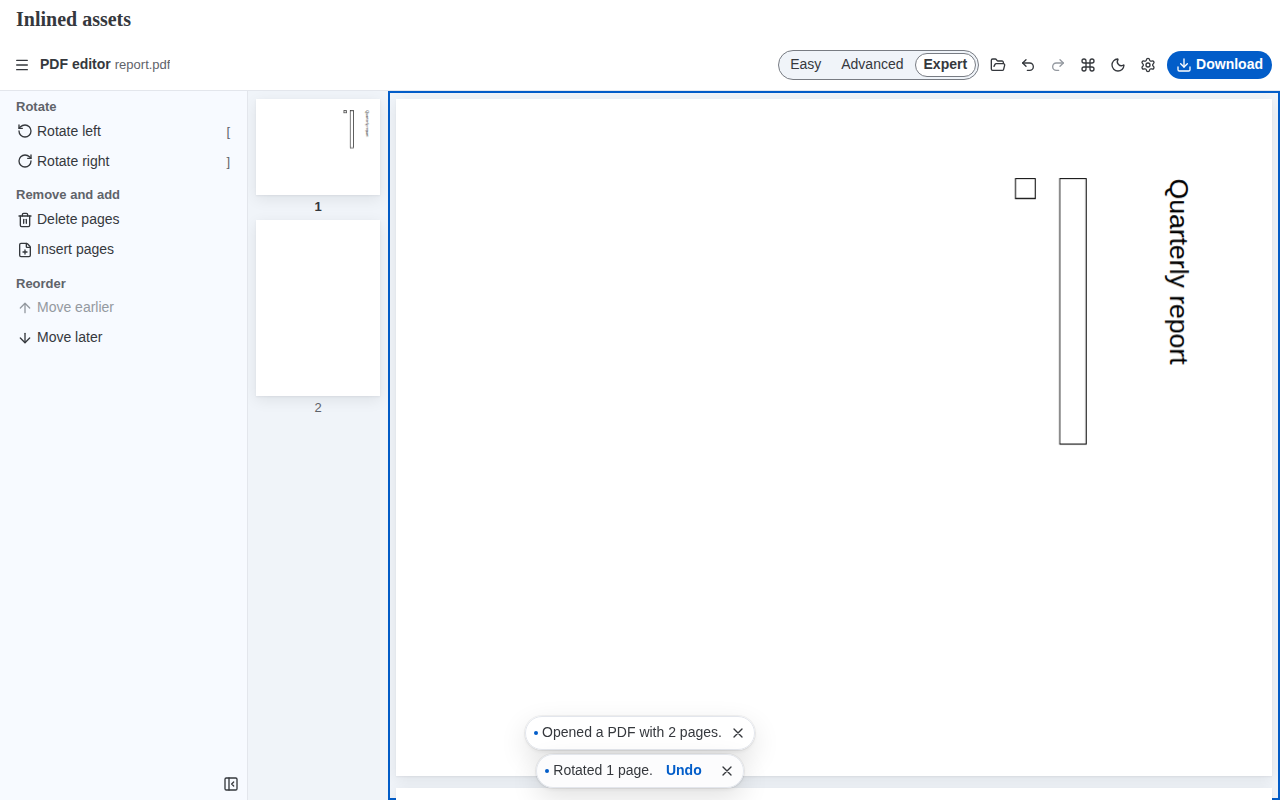 Inlined assets
PDF editor report.pdf
Easy Advanced Expert
Download
Rotate
Rotate left [
Rotate right ]
Remove and add
Delete pages
Insert pages
Reorder
Move earlier
Move later
1
2
Quarterly report
Opened a PDF with 2 pages.
Rotated 1 page. Undo